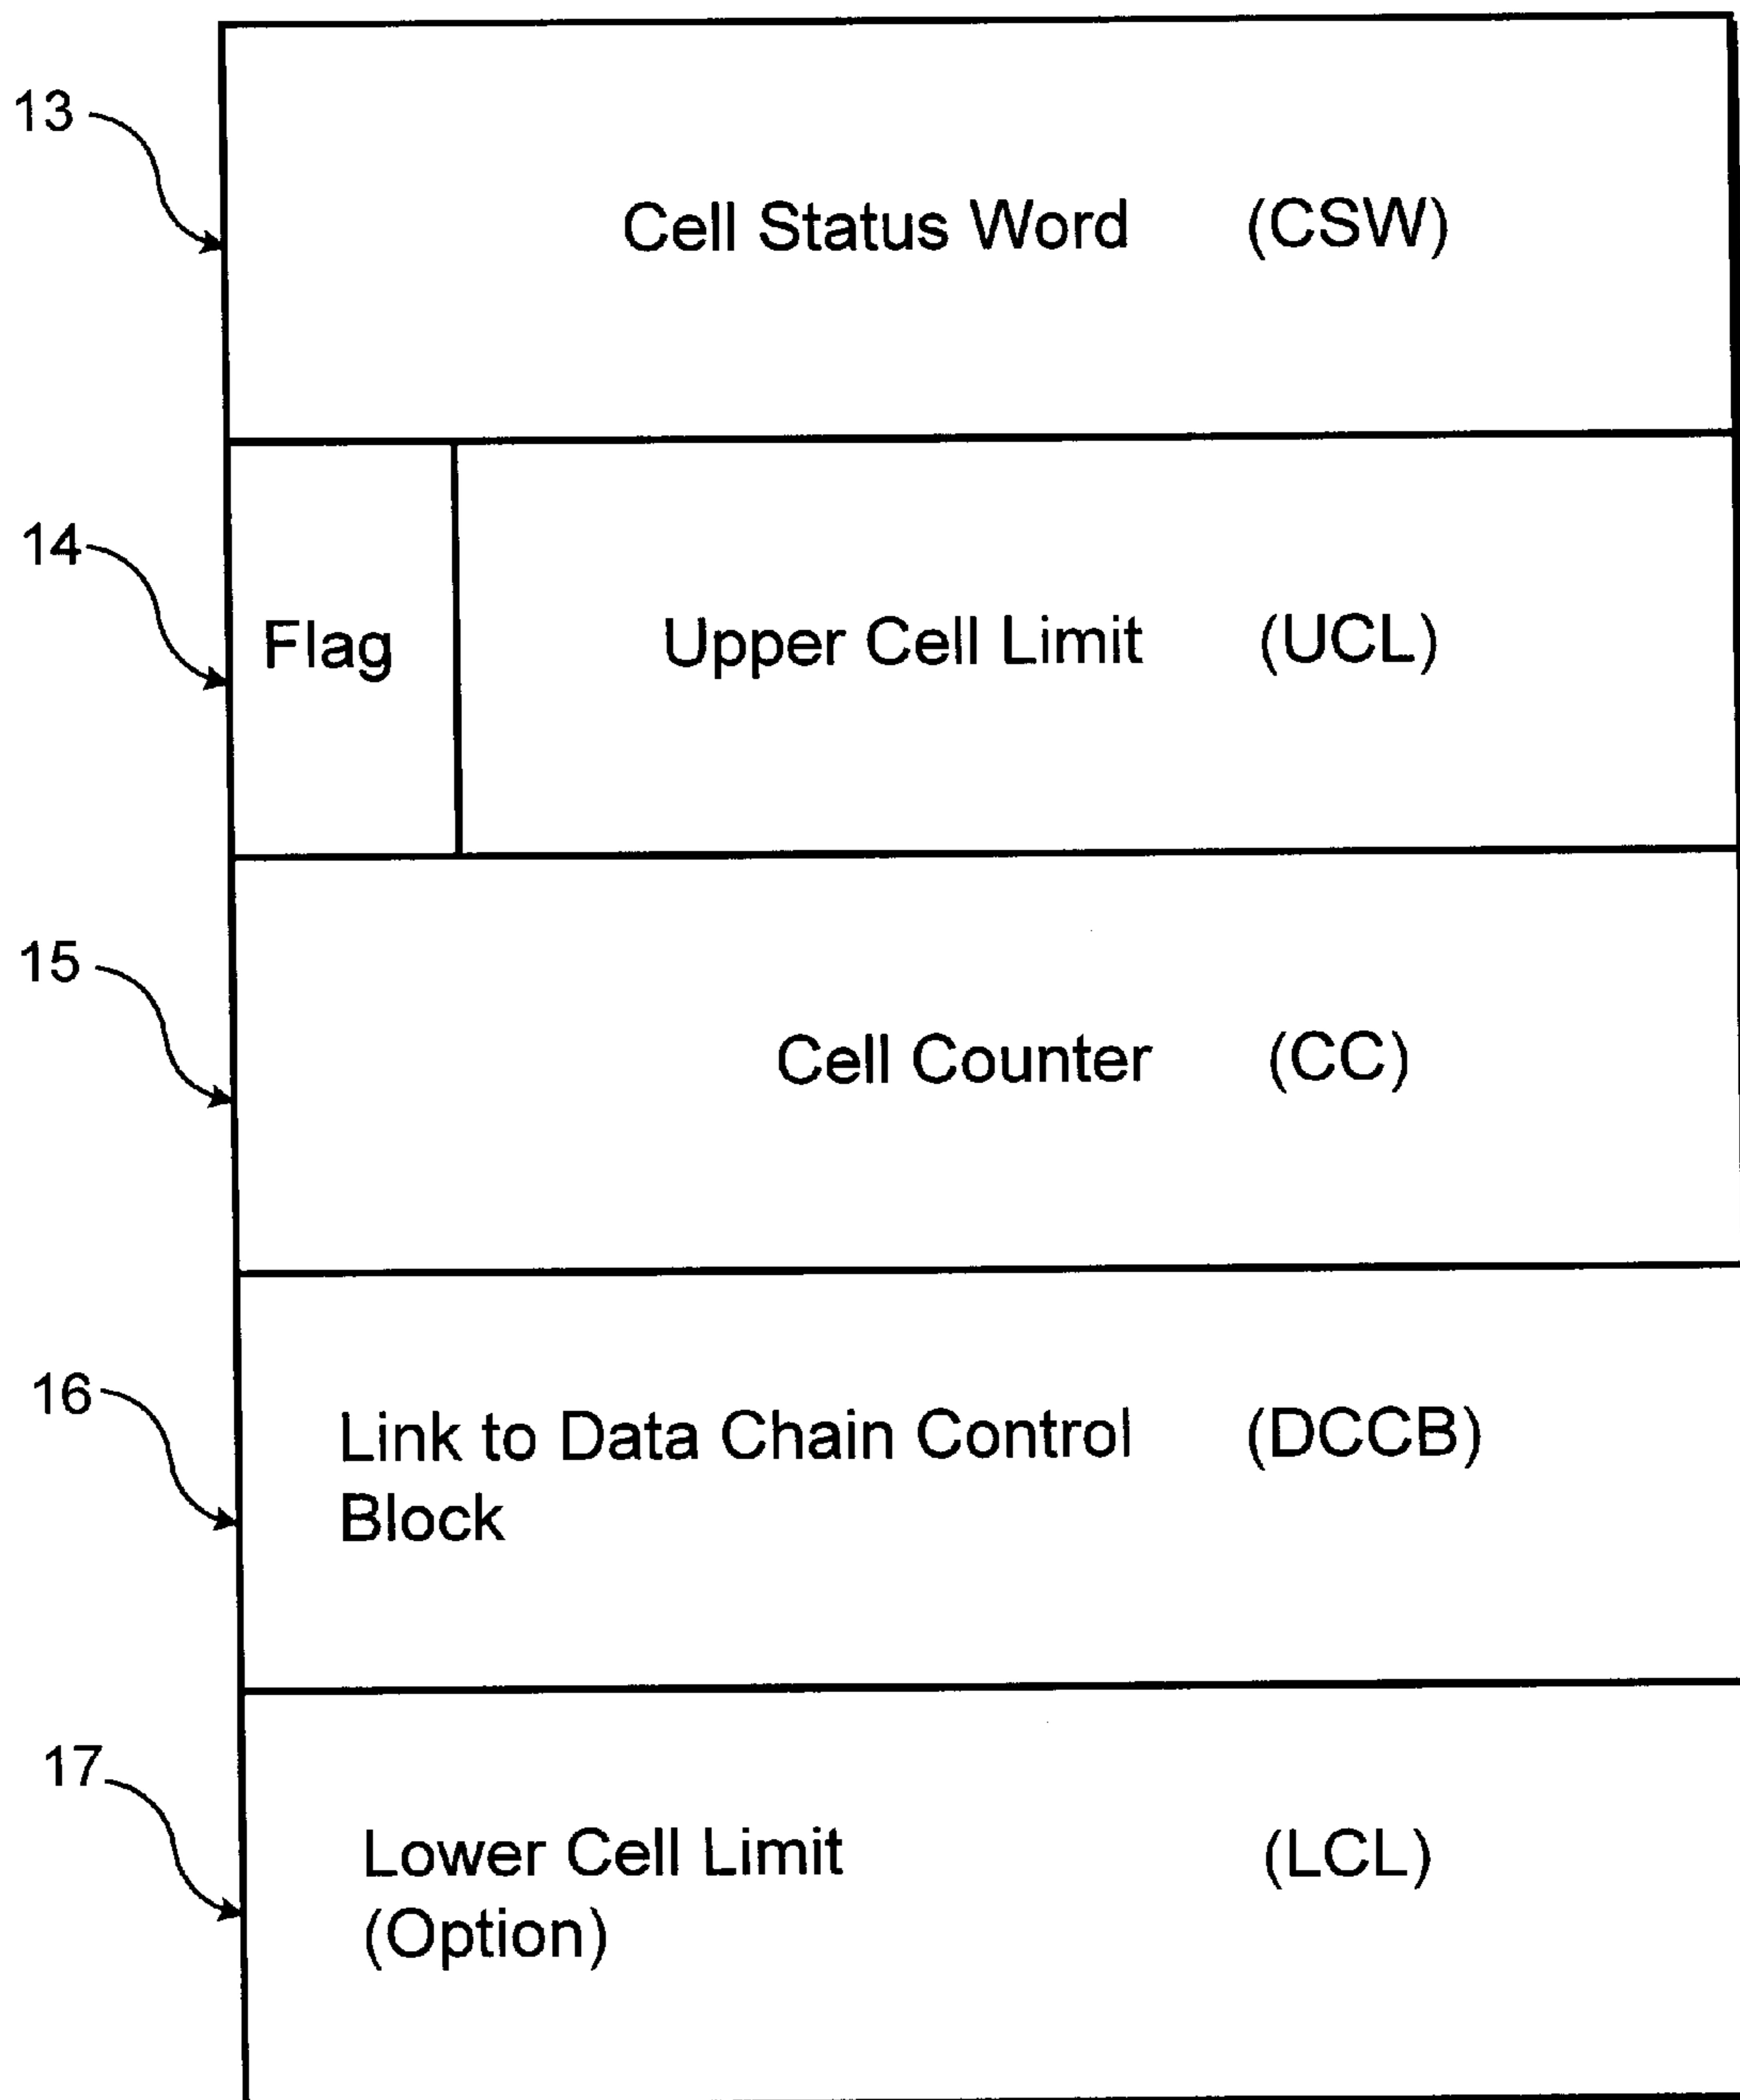 13
Cell Status Word (CSW)
14
Flag
Upper Cell Limit (UCL)
15
Cell Counter (CC)
16
Link to Data Chain Control (DCCB)
Block
17
Lower Cell Limit (LCL)
(Option)